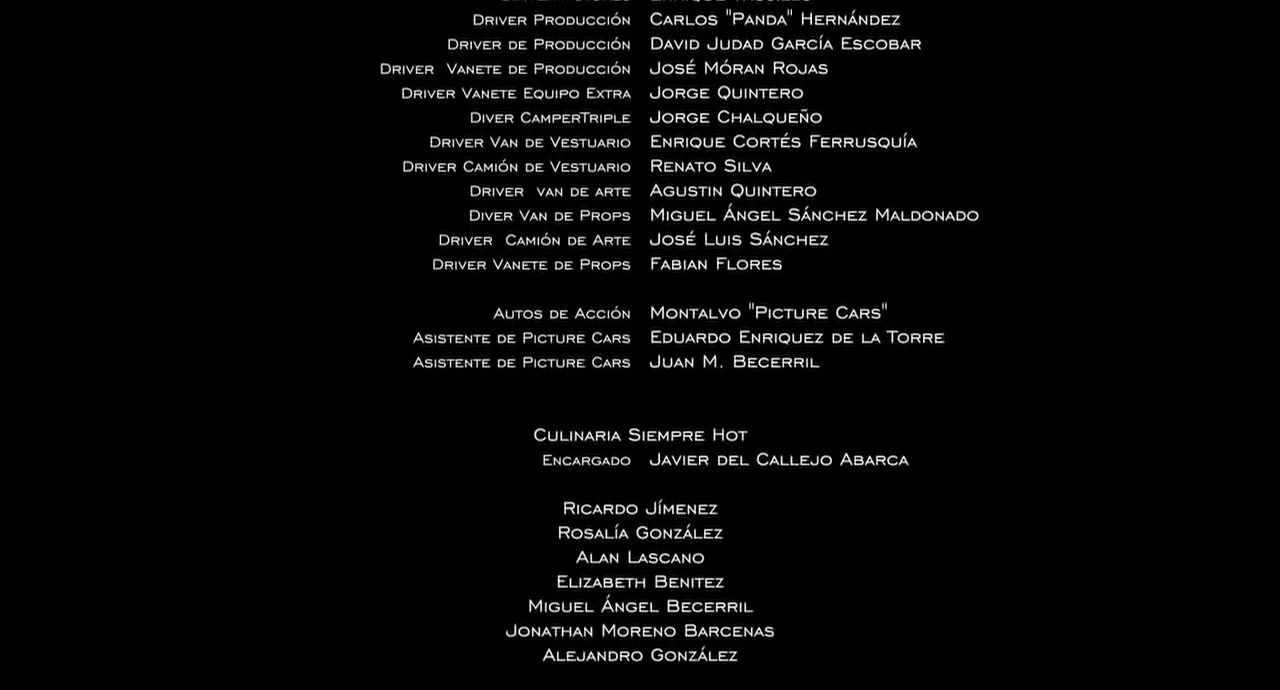 Driver Producción Carlos "Panda" Hernández
Driver de Producción David Judad García Escobar
Driver Vanete de Producción José Móran Rojas
Driver Vanete Equipo Extra Jorge Quintero
Diver CamperTriple Jorge Chalqueño
Driver Van de Vestuario Enrique Cortés Ferrusquía
Driver Camión de Vestuario Renato Silva
Driver van de arte Agustin Quintero
Diver Van de Props Miguel Ángel Sánchez Maldonado
Driver Camión de Arte José Luis Sánchez
Driver Vanete de Props Fabian Flores
Autos de Acción Montalvo "Picture Cars"
Asistente de Picture Cars Eduardo Enriquez de la Torre
Asistente de Picture Cars Juan M. Becerril
Culinaria Siempre Hot
Encargado Javier del Callejo Abarca
Ricardo Jímenez
Rosalía González
Alan Lascano
Elizabeth Benitez
Miguel Ángel Becerril
Jonathan Moreno Barcenas
Alejandro González